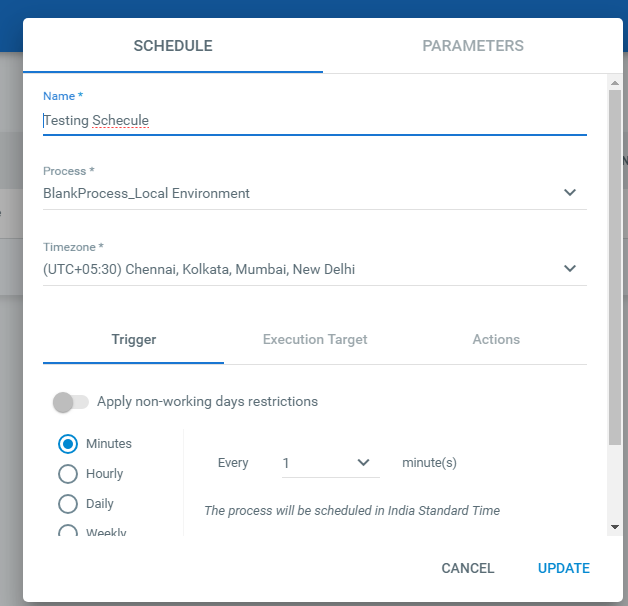 SCHEDULE PARAMETERS
Name *
Testing Schecule
Process *
BlankProcess_Local Environment
Timezone *
(UTC+05:30) Chennai, Kolkata, Mumbai, New Delhi
Trigger Execution Target Actions
Apply non-working days restrictions
Minutes
Hourly
Daily
Weekly
Every 1 minute(s)
The process will be scheduled in India Standard Time
CANCEL UPDATE